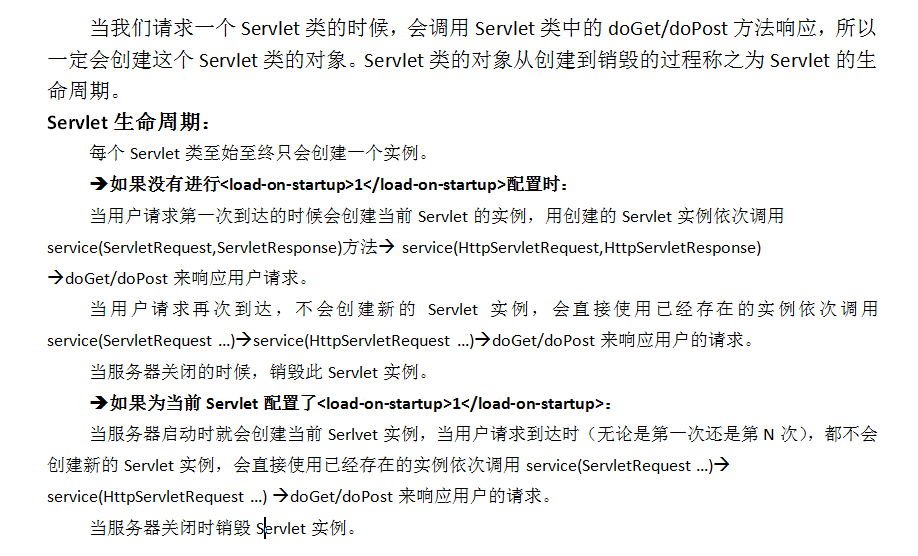 当我们请求一个 Servlet 类的时候，会调用 Servlet 类中的 doGet/doPost 方法响应，所以
一定会创建这个 Servlet 类的对象。Servlet 类的对象从创建到销毁的过程称之为 Servlet 的生
命周期。
Servlet 生命周期：
每个 Servlet 类至始至终只会创建一个实例。
➔如果没有进行<load-on-startup>1</load-on-startup>配置时：
当用户请求第一次到达的时候会创建当前 Servlet 的实例，用创建的 Servlet 实例依次调用
service(ServletRequest,ServletResponse)方法→ service(HttpServletRequest,HttpServletResponse)
→doGet/doPost 来响应用户请求。
当用户请求再次到达，不会创建新的 Servlet 实例，会直接使用已经存在的实例依次调用
service(ServletRequest …)→service(HttpServletRequest …)→doGet/doPost 来响应用户的请求。
当服务器关闭的时候，销毁此 Servlet 实例。
➔如果为当前 Servlet 配置了<load-on-startup>1</load-on-startup>：
当服务器启动时就会创建当前 Serlvet 实例，当用户请求到达时（无论是第一次还是第 N 次），都不会
创建新的 Servlet 实例，会直接使用已经存在的实例依次调用 service(ServletRequest …)→
service(HttpServletRequest …) →doGet/doPost 来响应用户的请求。
当服务器关闭时销毁 Servlet 实例。